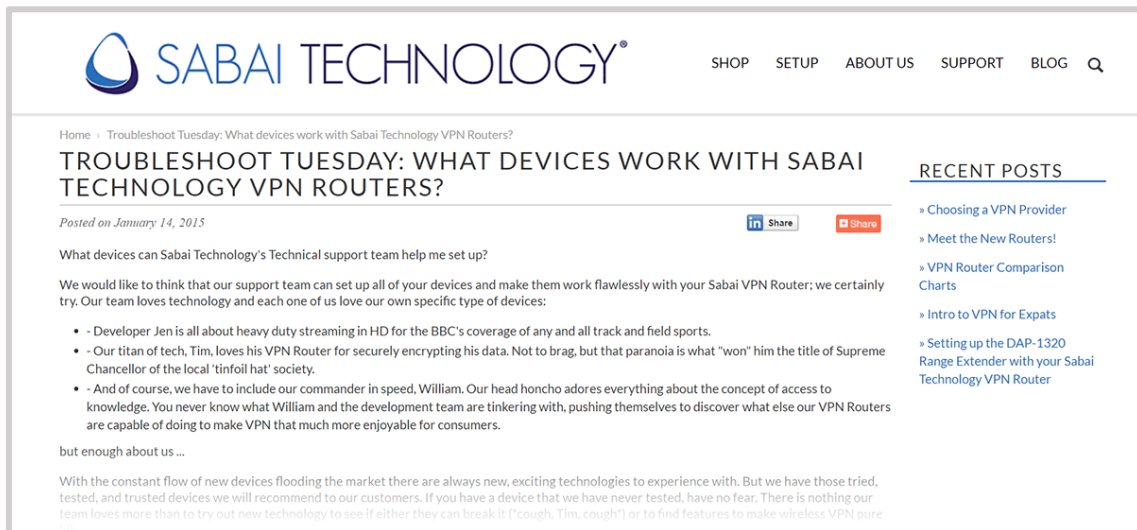 SABAI TECHNOLOGY®
SHOP SETUP ABOUT US SUPPORT BLOG
Home › Troubleshoot Tuesday: What devices work with Sabai Technology VPN Routers?
TROUBLESHOOT TUESDAY: WHAT DEVICES WORK WITH SABAI
TECHNOLOGY VPN ROUTERS?
Posted on January 14, 2015
in Share
Share
What devices can Sabai Technology's Technical support team help me set up?
We would like to think that our support team can set up all of your devices and make them work flawlessly with your Sabai VPN Router; we certainly
try. Our team loves technology and each one of us love our own specific type of devices:
• - Developer Jen is all about heavy duty streaming in HD for the BBC's coverage of any and all track and field sports.
• - Our titan of tech, Tim, loves his VPN Router for securely encrypting his data. Not to brag, but that paranoia is what "won" him the title of Supreme
Chancellor of the local 'tinfoil hat' society.
• - And of course, we have to include our commander in speed, William. Our head honcho adores everything about the concept of access to
knowledge. You never know what William and the development team are tinkering with, pushing themselves to discover what else our VPN Routers
are capable of doing to make VPN that much more enjoyable for consumers.
but enough about us ...
With the constant flow of new devices flooding the market there are always new, exciting technologies to experience with. But we have those tried,
tested, and trusted devices we will recommend to our customers. If you have a device that we have never tested, have no fear. There is nothing our
team loves more than to try out new technology to see if either they can break it (*cough, Tim, cough*) or to find features to make wireless VPN pure
RECENT POSTS
» Choosing a VPN Provider
» Meet the New Routers!
» VPN Router Comparison
Charts
» Intro to VPN for Expats
» Setting up the DAP-1320
Range Extender with your Sabai
Technology VPN Router